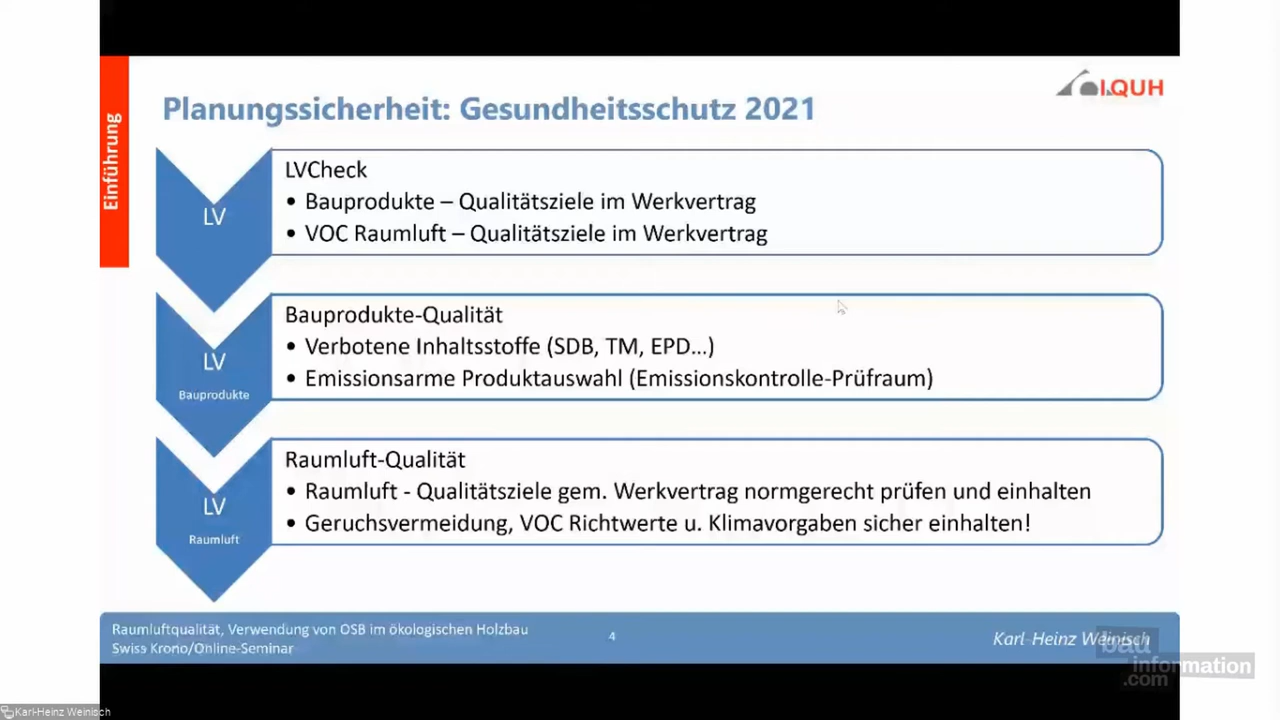 Einführung
IQUH
Planungssicherheit: Gesundheitsschutz 2021
LV
LVCheck
• Bauprodukte – Qualitätsziele im Werkvertrag
• VOC Raumluft – Qualitätsziele im Werkvertrag
LV
Bauprodukte
Bauprodukte-Qualität
• Verbotene Inhaltsstoffe (SDB, TM, EPD...)
• Emissionsarme Produktauswahl (Emissionskontrolle-Prüfraum)
LV
Raumluft
Raumluft-Qualität
• Raumluft - Qualitätsziele gem. Werkvertrag normgerecht prüfen und einhalten
• Geruchsvermeidung, VOC Richtwerte u. Klimavorgaben sicher einhalten!
Raumluftqualität, Verwendung von OSB im ökologischen Holzbau
Swiss Krono/Online-Seminar
4
Karl-Heinz Weinisch
bau
information
.com
Karl-Heinz Weinisch